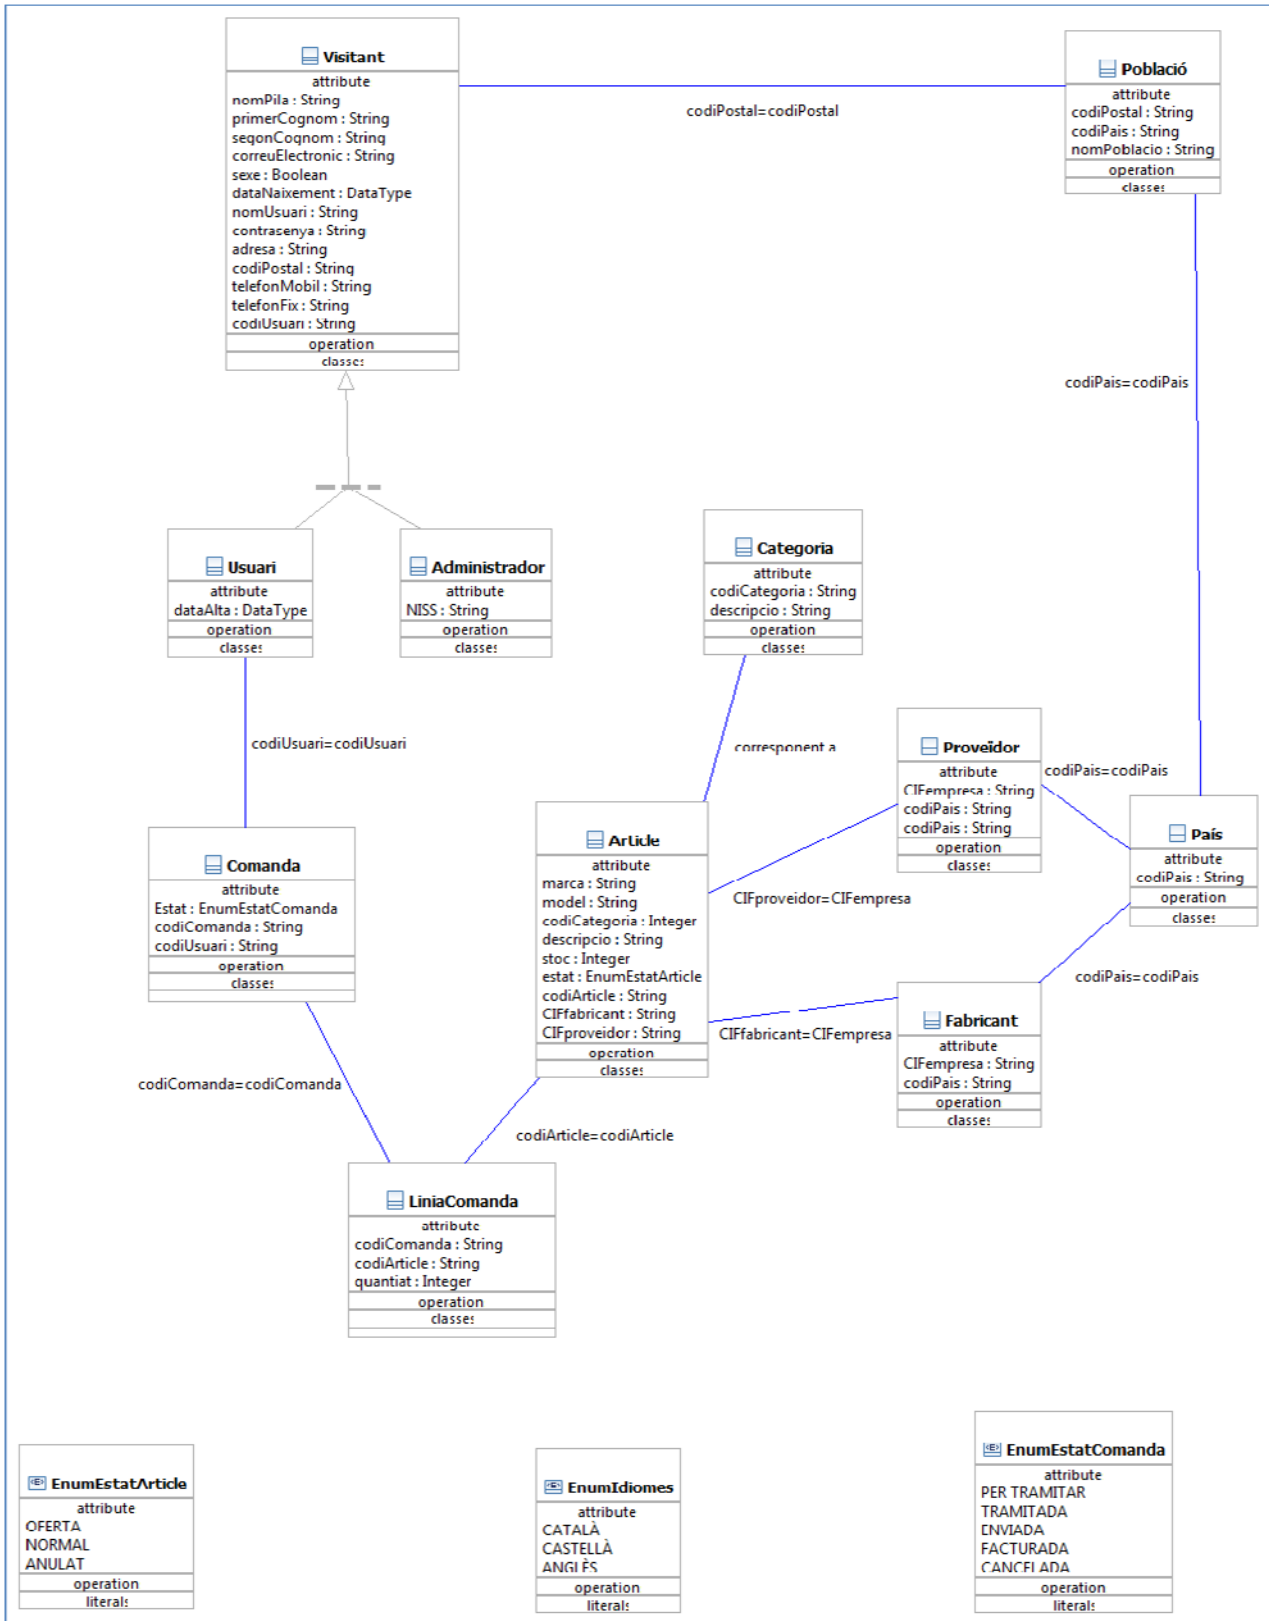 Visitant
attribute
nomPila : String
primerCognom : String
segonCognom : String
correuElectronic : String
sexe : Boolean
dataNaixement : DataType
nomUsuari : String
contrasenya : String
adresa : String
codiPostal : String
telefonMobil : String
telefonFix : String
codiUsuari : String
operation
classes
codiPostal=codiPostal
Població
attribute
codiPostal : String
codiPais : String
nomPoblacio : String
operation
classes
codiPais=codiPais
Usuari
attribute
dataAlta : DataType
operation
classes
Administrador
attribute
NISS : String
operation
classes
Categoria
attribute
codiCategoria : String
descripcio : String
operation
classes
codiUsuari=codiUsuari
corresponent a
Proveïdor
attribute
CIFempresa : String
codiPais : String
codiPais : String
operation
classes
codiPais=codiPais
País
attribute
codiPais : String
operation
classes
Comanda
attribute
Estat : EnumEstatComanda
codiComanda : String
codiUsuari : String
operation
classes
Article
attribute
marca : String
model : String
codiCategoria : Integer
descripcio : String
stoc : Integer
estat : EnumEstatArticle
codiArticle : String
CIFfabricant : String
CIFproveidor : String
operation
classes
CIFproveidor=CIFempresa
codiPais=codiPais
CIFfabricant=CIFempresa
Fabricant
attribute
CIFempresa : String
codiPais : String
operation
classes
codiComanda=codiComanda
codiArticle=codiArticle
LiniaComanda
attribute
codiComanda : String
codiArticle : String
quantiat : Integer
operation
classes
EnumEstatArticle
attribute
OFERTA
NORMAL
ANULAT
operation
literals
EnumIdiomes
attribute
CATALÀ
CASTELLÀ
ANGLÈS
operation
literals
EnumEstatComanda
attribute
PER TRAMITAR
TRAMITADA
ENVIADA
FACTURADA
CANCELADA
operation
literals